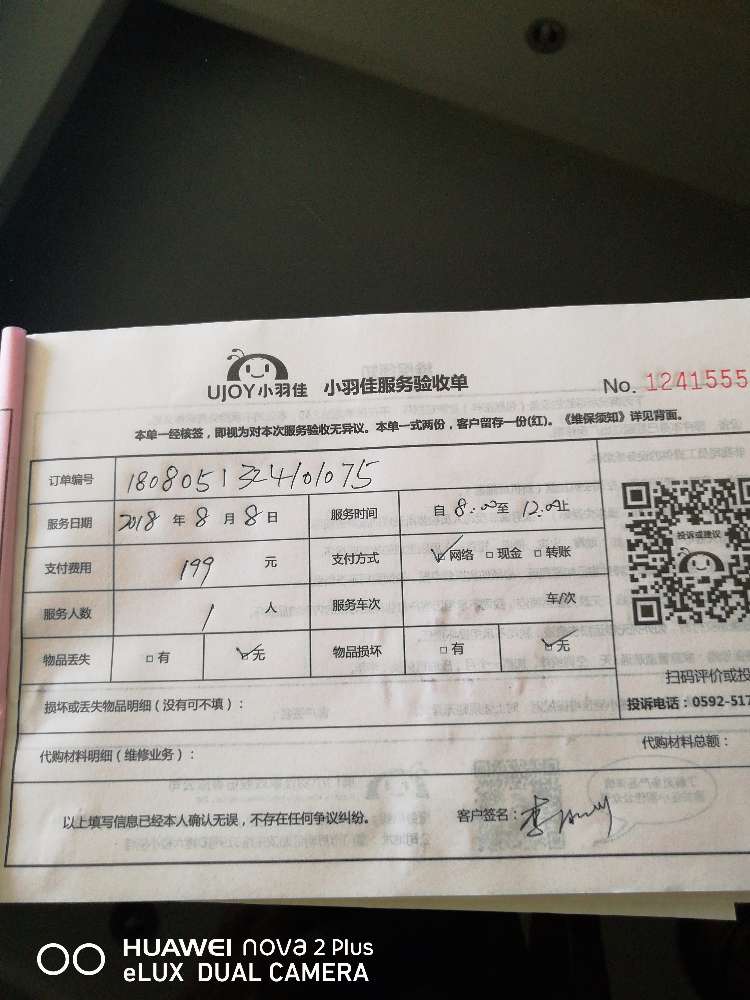 UJOY小羽佳 小羽佳服务验收单 No. 1241555
本单一经核签，即视为对本次服务验收无异议。本单一式两份，客户留存一份(红)。《维保须知》详见背面。
订单编号 1808051324101075
服务日期 2018 年 8 月 8 日 服务时间 自 8:00 至 12:00 止
支付费用 199 元 支付方式 ☑网络 □现金 □转账
服务人数 1 人 服务车次 车/次
物品丢失 □有 ☑无 物品损坏 □有 ☑无
投诉或建议
扫码评价或投
投诉电话：0592-517
损坏或丢失物品明细（没有可不填）：
代购材料明细（维修业务）： 代购材料总额：
以上填写信息已经本人确认无误，不存在任何争议纠纷。 客户签名： 李
HUAWEI nova 2 Plus
eLUX DUAL CAMERA